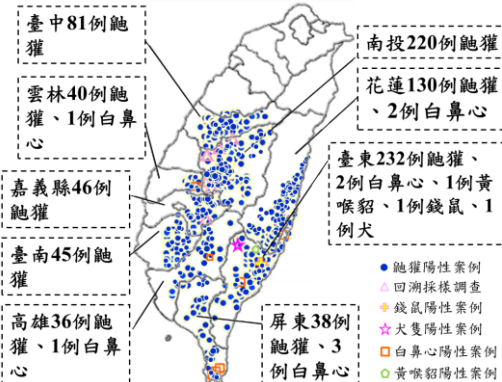 臺中81例鼬
獾
雲林40例鼬
獾、1例白鼻
心
嘉義縣46例
鼬獾
臺南45例鼬
獾
高雄36例鼬
獾、1例白鼻
心
南投220例鼬獾
花蓮130例鼬獾
、2例白鼻心
臺東232例鼬獾、
2例白鼻心、1例黃
喉貂、1例錢鼠、1
例犬
屏東38例
鼬獾、3
例白鼻心
鼬獾陽性案例
回溯採樣調查
錢鼠陽性案例
犬隻陽性案例
白鼻心陽性案例
黃喉貂陽性案例